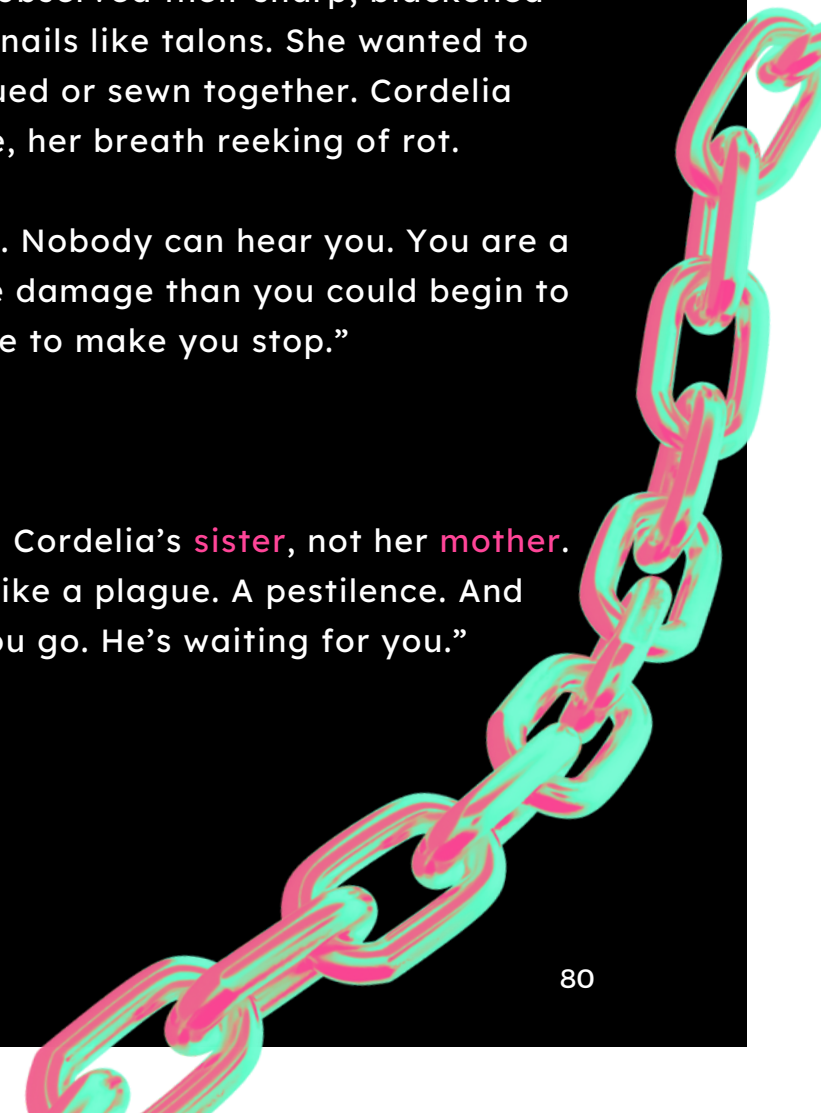 nails like talons. She wanted to
or sewn together. Cordelia
her breath reeking of rot.
. Nobody can hear you. You are a
damage than you could begin to
to make you stop.”
Cordelia’s sister, not her mother.
a plague. A pestilence. And
go. He’s waiting for you.”
80